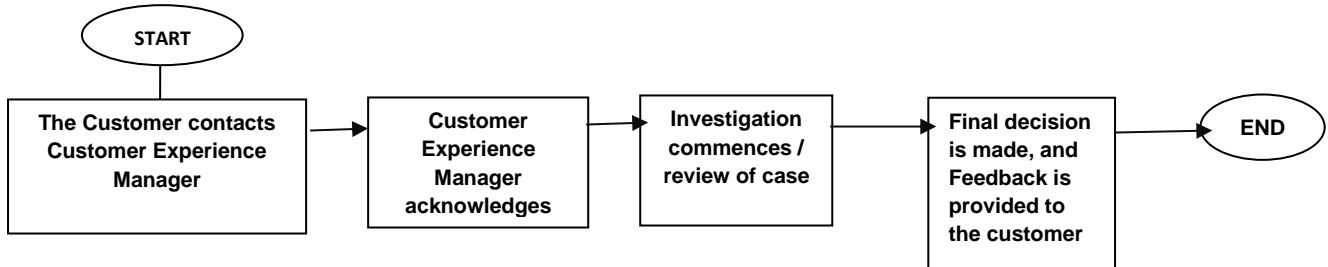 START
The Customer contacts
Customer Experience
Manager
Customer
Experience
Manager
acknowledges
Investigation
commences /
review of case
Final decision
is made, and
Feedback is
provided to
the customer
END